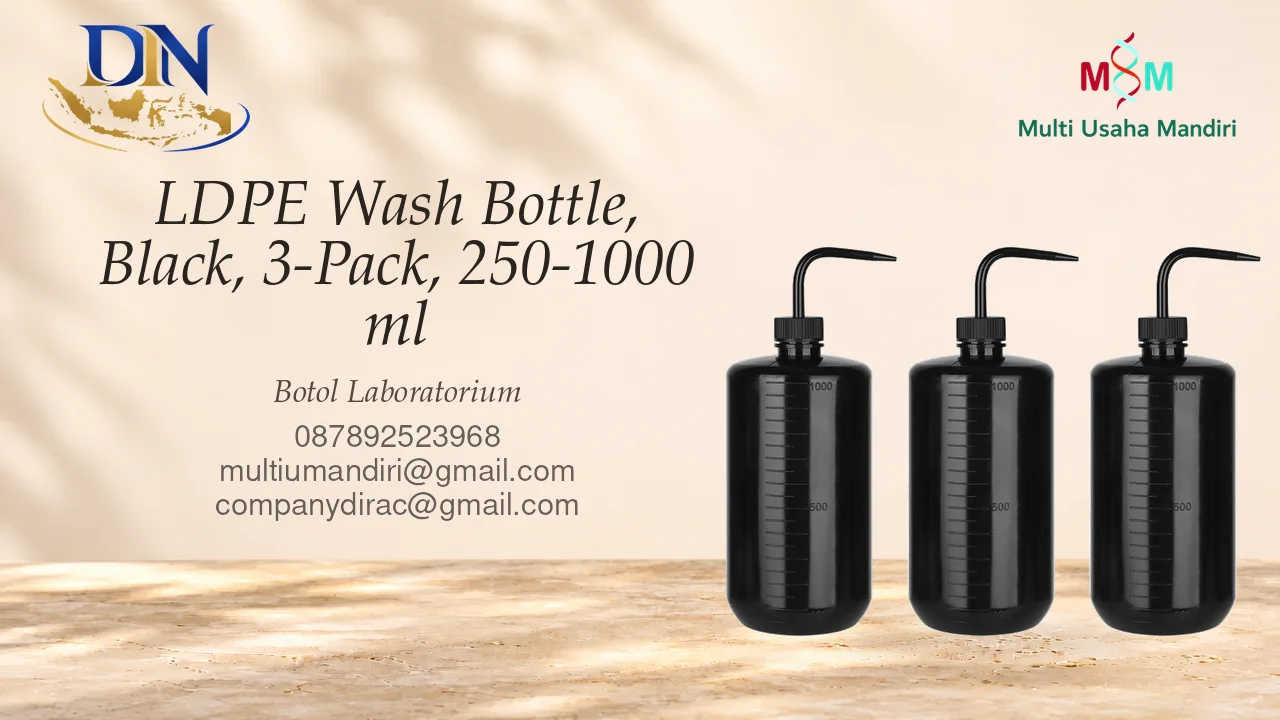 DN
M M
Multi Usaha Mandiri
LDPE Wash Bottle,
Black, 3-Pack, 250-1000
ml
Botol Laboratorium
087892523968
multiumandiri@gmail.com
companydirac@gmail.com
1000
500
1000
500
1000
500